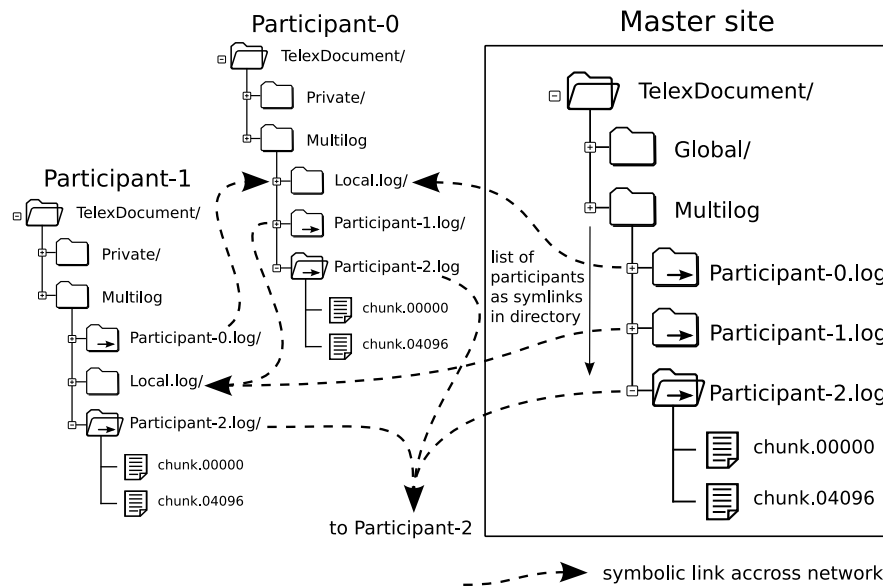 Participant-0
TelexDocument/
Private/
Multilog
Local.log/
Participant-1.log/
Participant-2.log
chunk.00000
chunk.04096
Participant-1
TelexDocument/
Private/
Multilog
Participant-0.log/
Local.log/
Participant-2.log/
chunk.00000
chunk.04096
to Participant-2
Master site
TelexDocument/
Global/
Multilog
list of
participants
as symlinks
in directory
Participant-0.log
Participant-1.log
Participant-2.log
chunk.00000
chunk.04096
symbolic link accross network